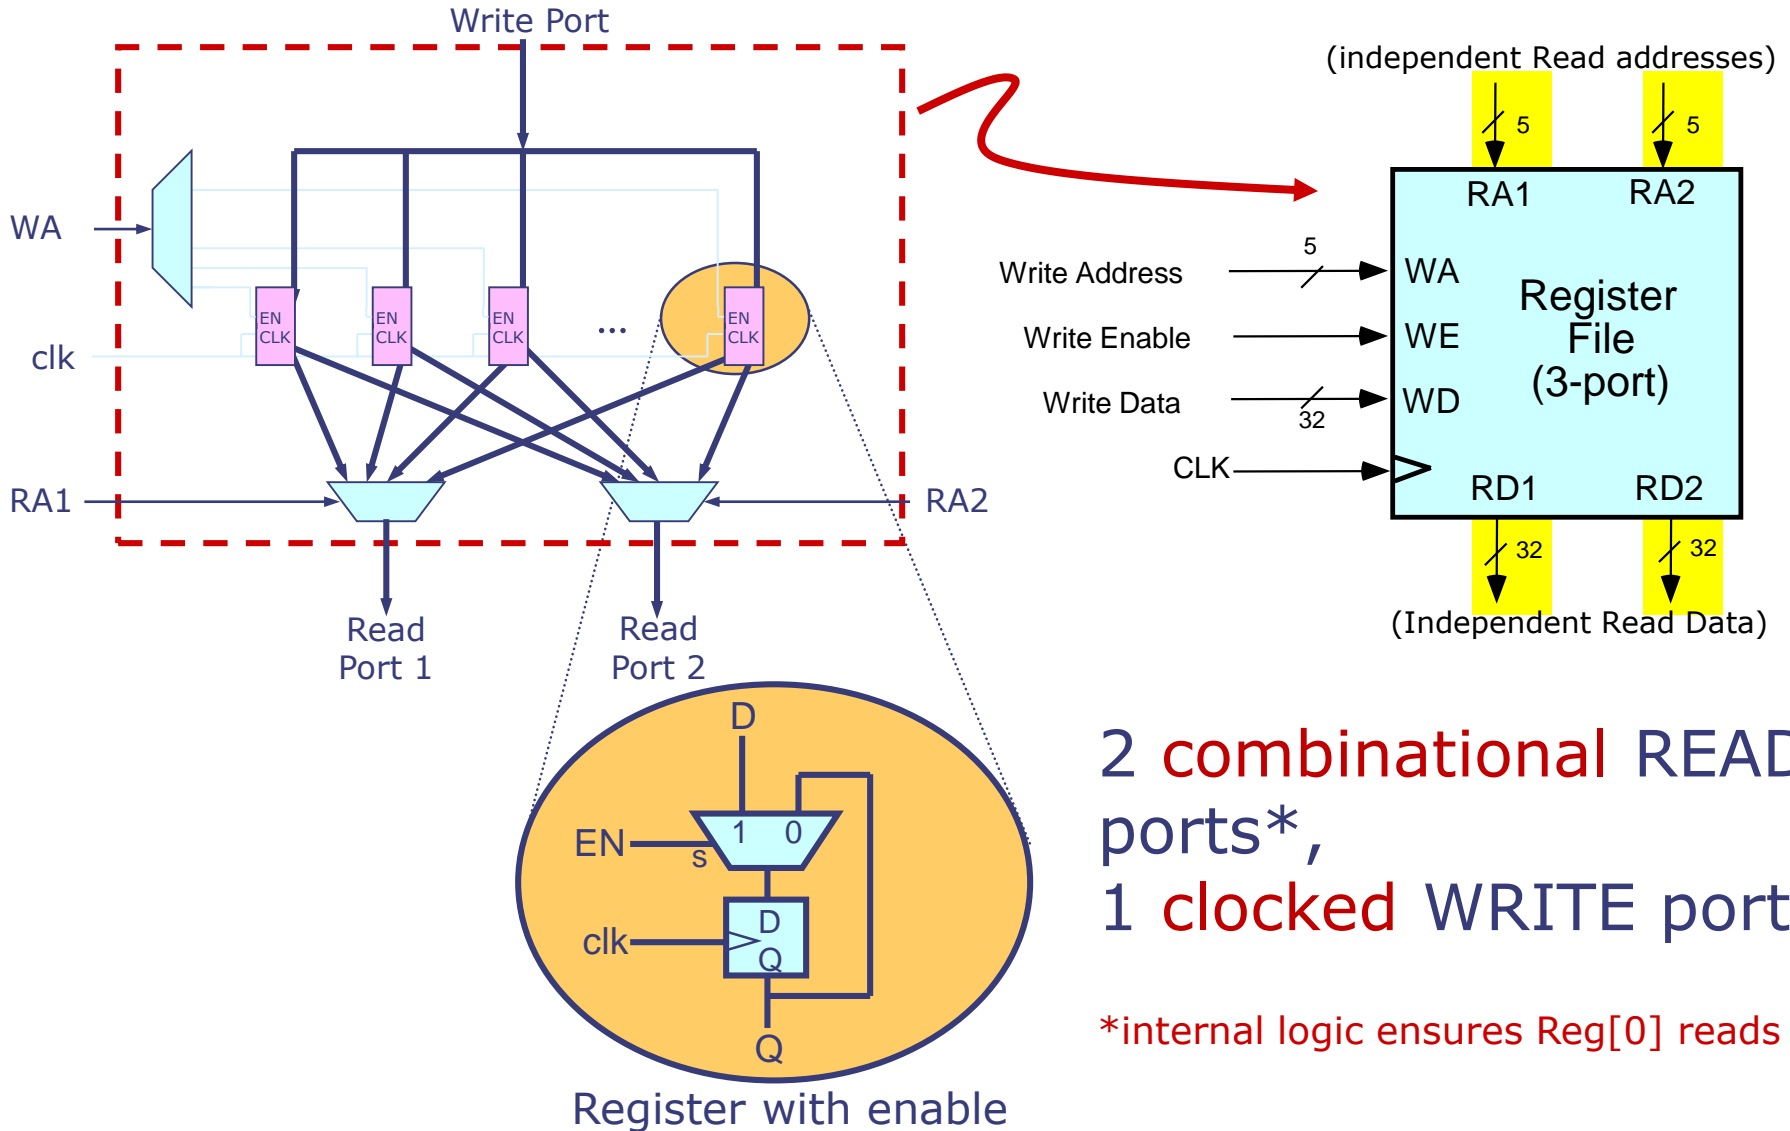 Write Port
WA
clk
EN
CLK
EN
CLK
EN
CLK
...
EN
CLK
RA1
RA2
Read
Port 1
Read
Port 2
D
1 0
EN
s
D
clk
Q
Q
Register with enable
(independent Read addresses)
5 5
RA1 RA2
Write Address 5 WA
Write Enable WE
Write Data 32 WD
CLK
Register
File
(3-port)
RD1 RD2
32 32
(Independent Read Data)
2 combinational READ
ports*,
1 clocked WRITE port
*internal logic ensures Reg[0] reads